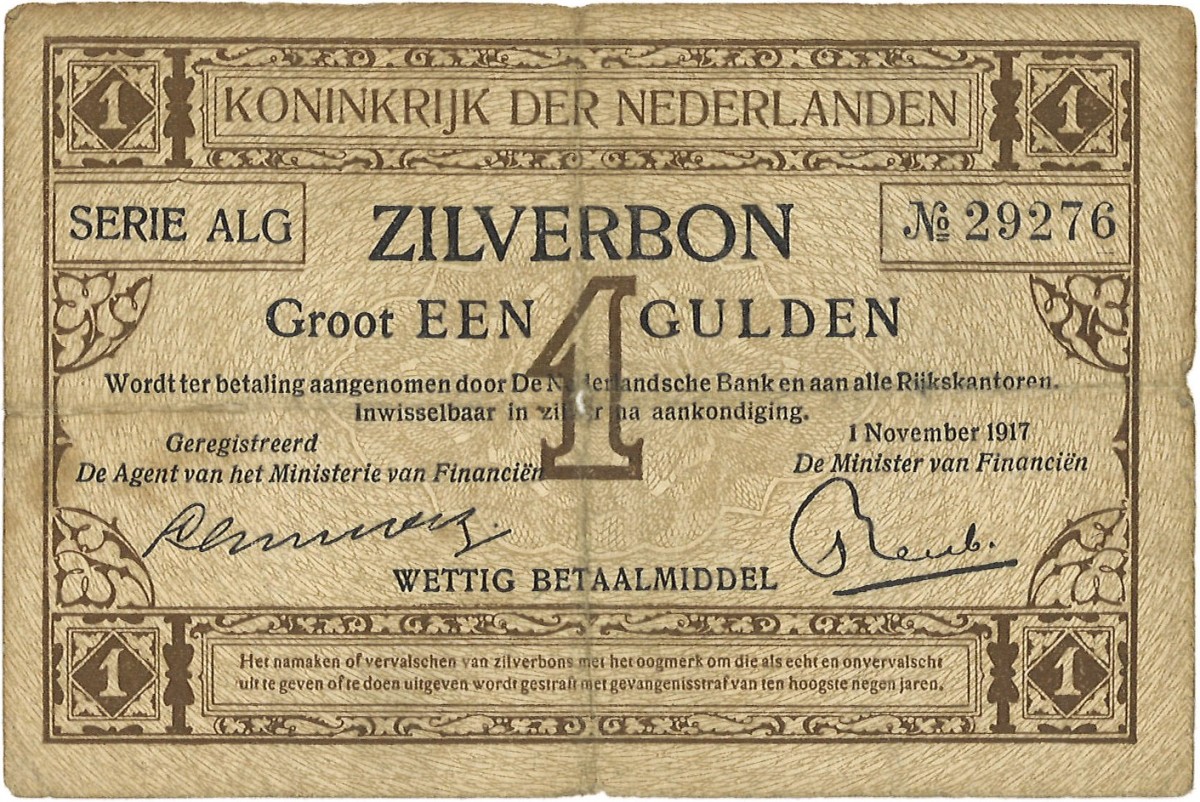 1 KONINKRIJK DER NEDERLANDEN 1
SERIE ALG ZILVERBON № 29276
Groot EEN 1 GULDEN
Wordt ter betaling aangenomen door De Nederlandsche Bank en aan alle Rijkskantoren.
Inwisselbaar in zilver na aankondiging.
Geregistreerd
De Agent van het Ministerie van Financiën
1 November 1917
De Minister van Financiën
WETTIG BETAALMIDDEL
1 1
Het namaken of vervalschen van zilverbons met het oogmerk om die als echt en onvervalscht
uit te geven of te doen uitgeven wordt gestraft met gevangenisstraf van ten hoogste negen jaren.